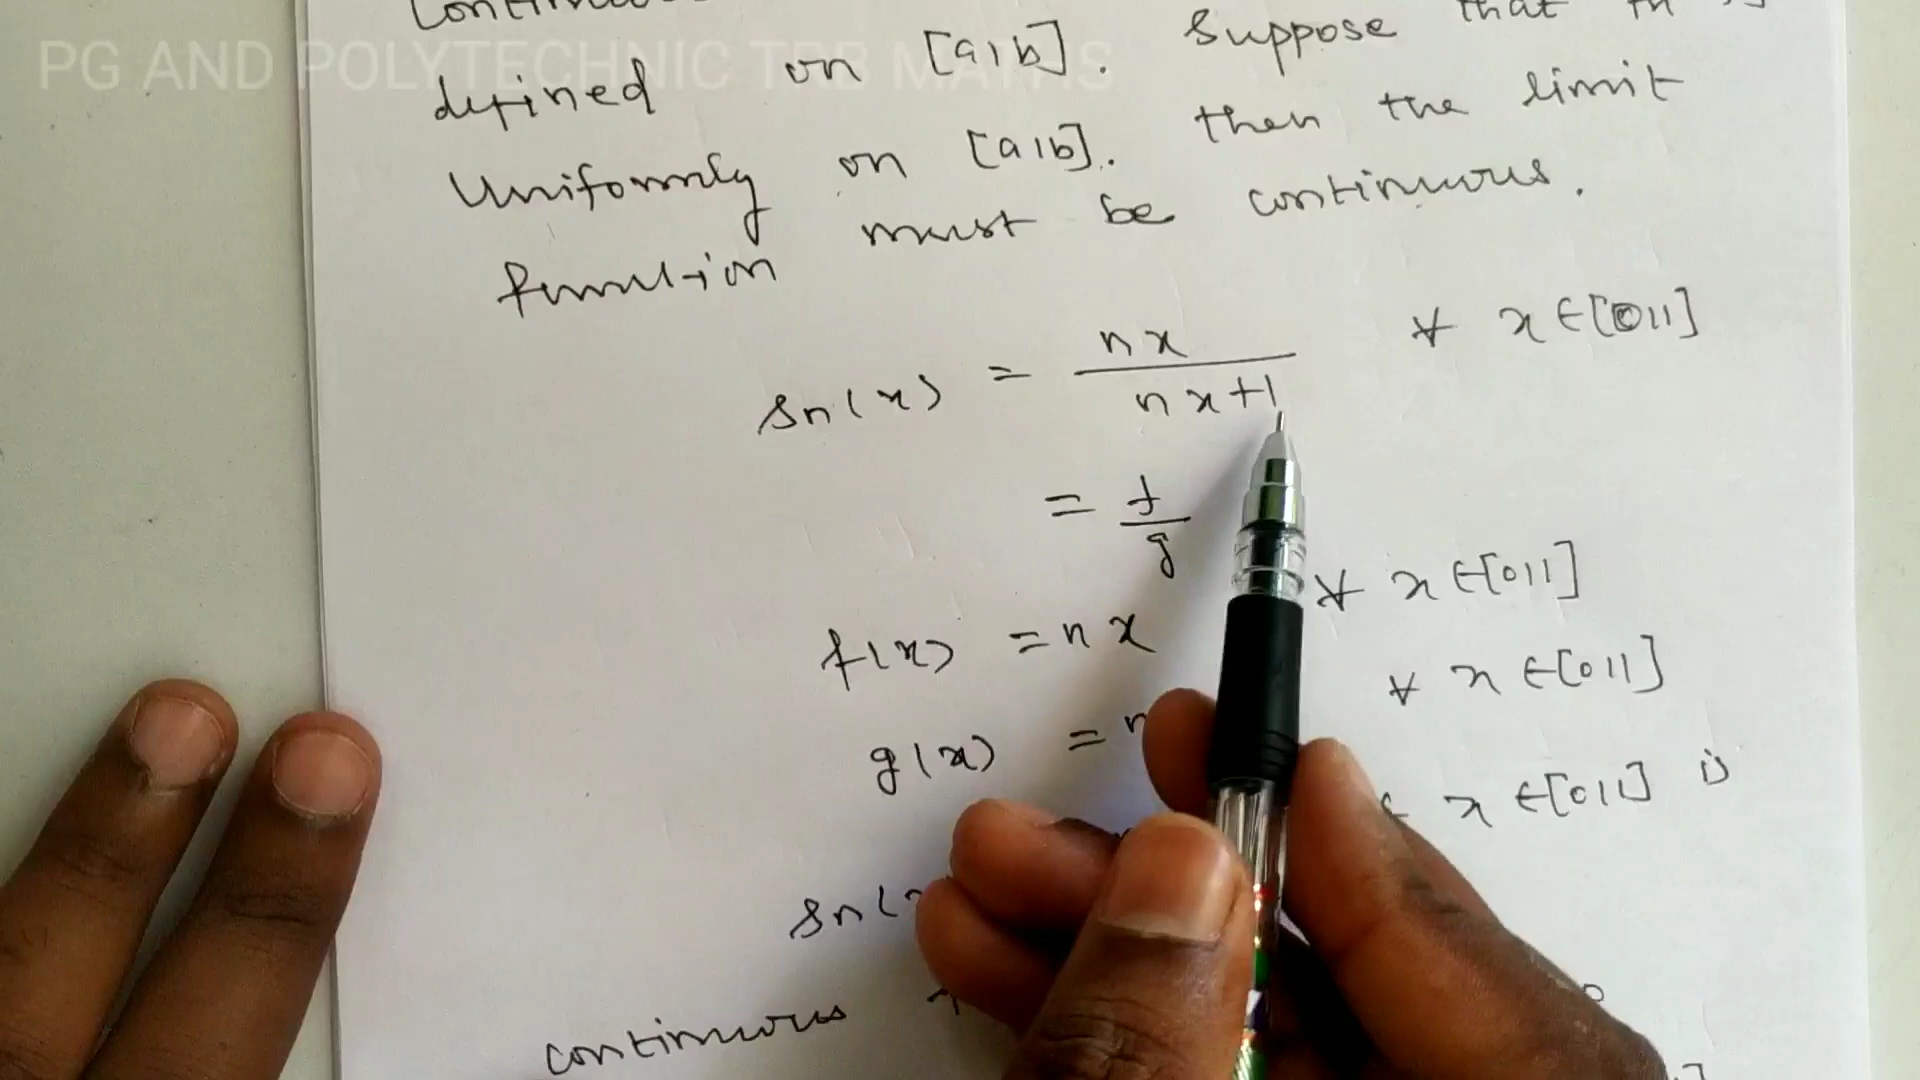 PG AND POLYTECHNIC TRB MATHS
defined on [a,b]. Suppose that
Uniformly on [a,b]. then the limit
function must be continuous.
sn(x) = nx / nx+1 ∀ x ∈ [0,1]
= f / g
f(x) = nx ∀ x ∈ [0,1]
g(x) = ∀ x ∈ [0,1]
x ∈ [0,1] is
continuous